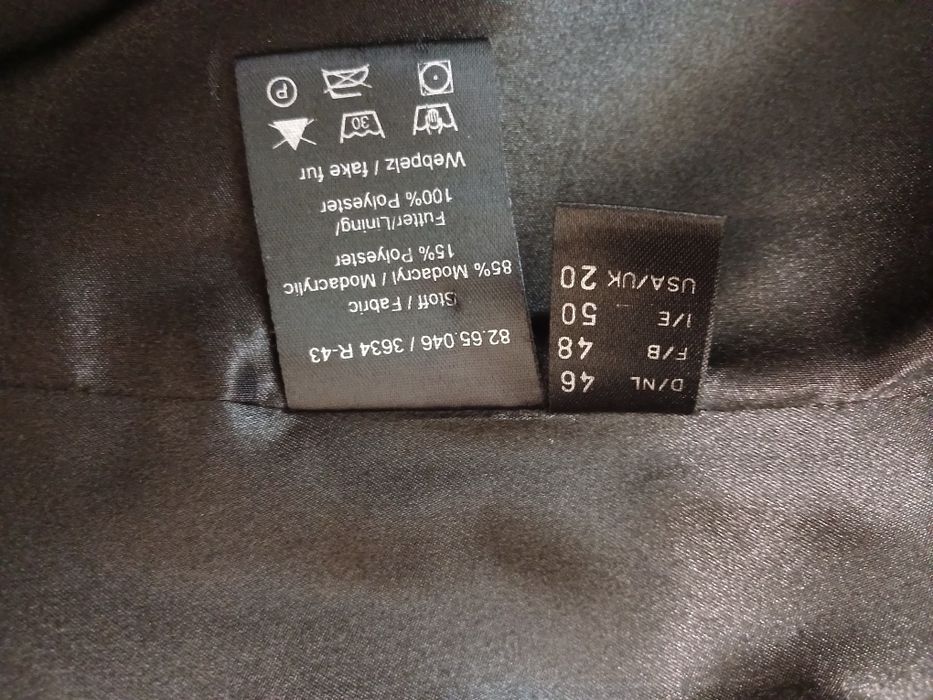 82.65.046 / 3634 R-43
Stoff / Fabric
85% Modacryl / Modacrylic
15% Polyester
Futter/Lining/
100% Polyester
Webpelz / fake fur
30
P
D/NL 46
F/B 48
I/E 50
USA/UK 20